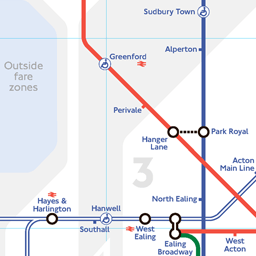 Sudbury Town
Alperton
Greenford
Outside
fare
zones
Perivale
Hanger
Lane
Park Royal
3
Acton
Main Line
Hayes &
Harlington
Hanwell
North Ealing
Southall
West
Ealing
Ealing
Broadway
West
Acton